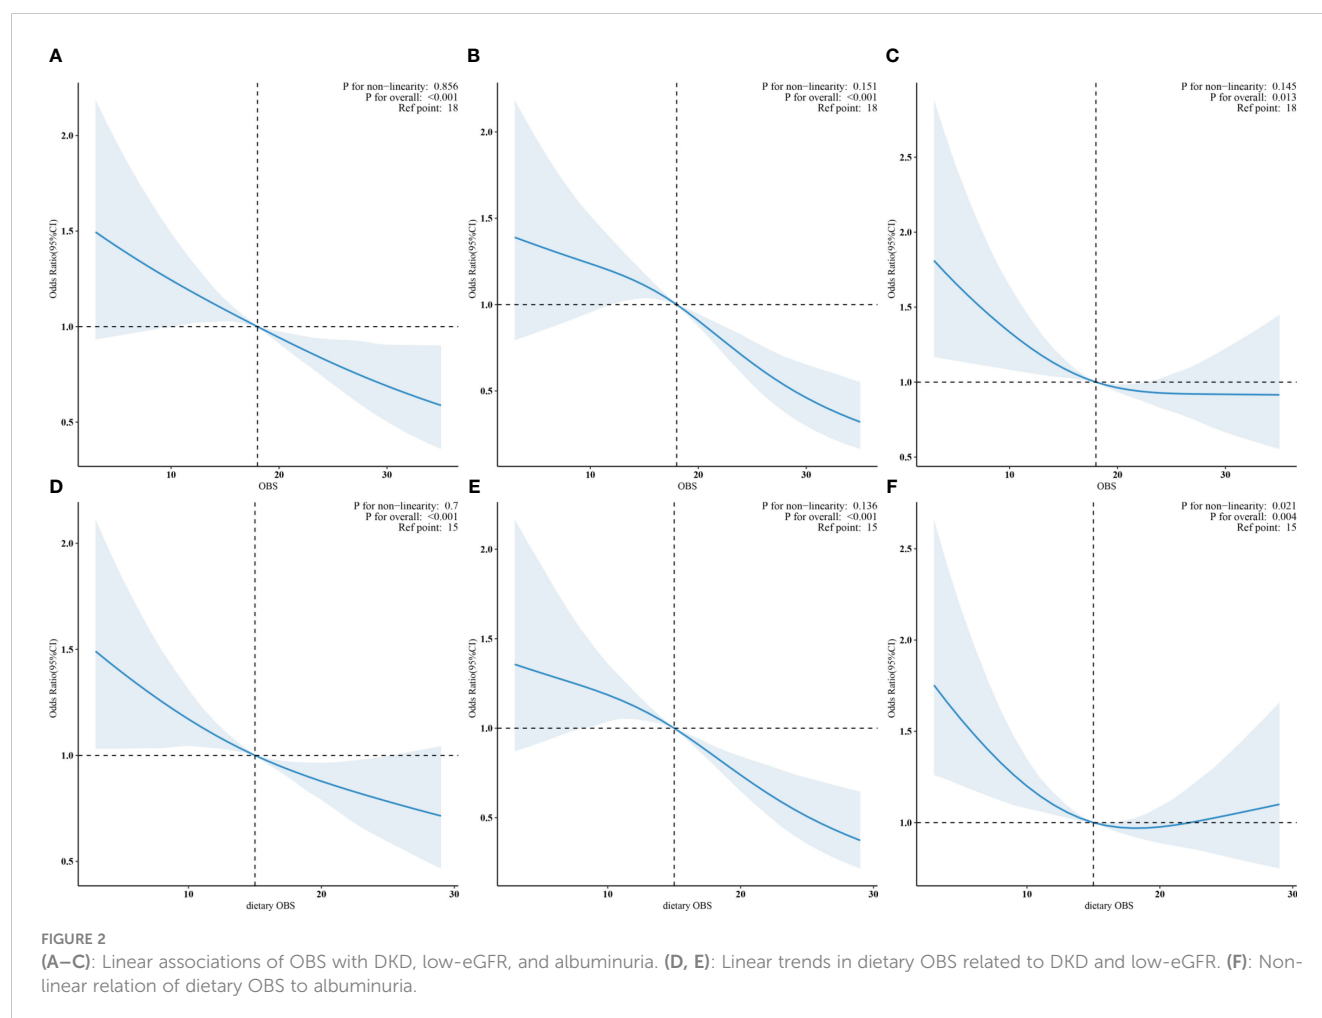 A
P for non−linearity: 0.856
P for overall: <0.001
Ref point: 18
2.0
1.5
1.0
0.5
Odds Ratio(95%CI)
10
20
30
OBS
B
P for non−linearity: 0.151
P for overall: <0.001
Ref point: 18
2.0
1.5
1.0
0.5
Odds Ratio(95%CI)
10
20
30
OBS
C
P for non−linearity: 0.145
P for overall: 0.013
Ref point: 18
2.5
2.0
1.5
1.0
0.5
Odds Ratio(95%CI)
10
20
30
OBS
D
P for non−linearity: 0.7
P for overall: <0.001
Ref point: 15
2.0
1.5
1.0
0.5
Odds Ratio(95%CI)
10
20
30
dietary OBS
E
P for non−linearity: 0.136
P for overall: <0.001
Ref point: 15
2.0
1.5
1.0
0.5
Odds Ratio(95%CI)
10
20
30
dietary OBS
F
P for non−linearity: 0.021
P for overall: 0.004
Ref point: 15
2.5
2.0
1.5
1.0
Odds Ratio(95%CI)
10
20
30
dietary OBS
FIGURE 2
(A–C): Linear associations of OBS with DKD, low-eGFR, and albuminuria. (D, E): Linear trends in dietary OBS related to DKD and low-eGFR. (F): Non-
linear relation of dietary OBS to albuminuria.